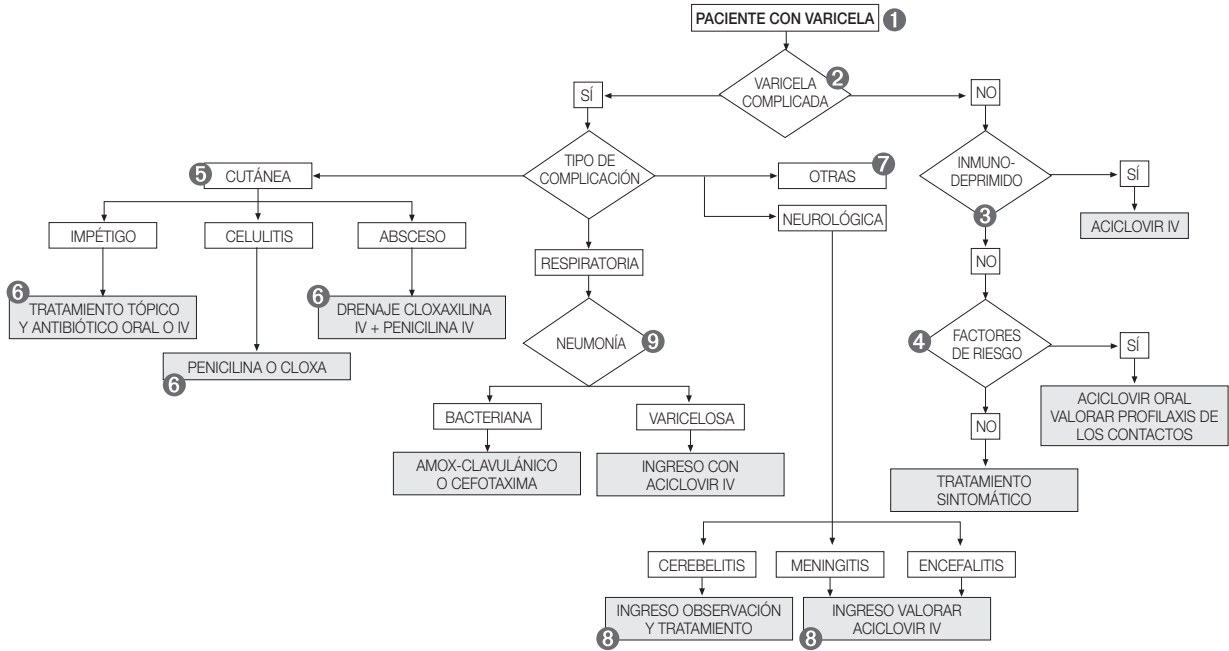 PACIENTE CON VARICELA
1
VARICELA
COMPLICADA
2
SÍ
NO
TIPO DE
COMPLICACIÓN
INMUNO-
DEPRIMIDO
3
SÍ
ACICLOVIR IV
5
CUTÁNEA
OTRAS
7
NEUROLÓGICA
IMPÉTIGO
CELULITIS
ABSCESO
RESPIRATORIA
NO
6
TRATAMIENTO TÓPICO
Y ANTIBIÓTICO ORAL O IV
6
DRENAJE CLOXAXILINA
IV + PENICILINA IV
PENICILINA O CLOXA
6
NEUMONÍA
9
4
FACTORES
DE RIESGO
SÍ
BACTERIANA
VARICELOSA
ACICLOVIR ORAL
VALORAR PROFILAXIS DE
LOS CONTACTOS
NO
AMOX-CLAVULÁNICO
O CEFOTAXIMA
INGRESO CON
ACICLOVIR IV
TRATAMIENTO
SINTOMÁTICO
CEREBELITIS
MENINGITIS
ENCEFALITIS
INGRESO OBSERVACIÓN
Y TRATAMIENTO
8
INGRESO VALORAR
ACICLOVIR IV
8